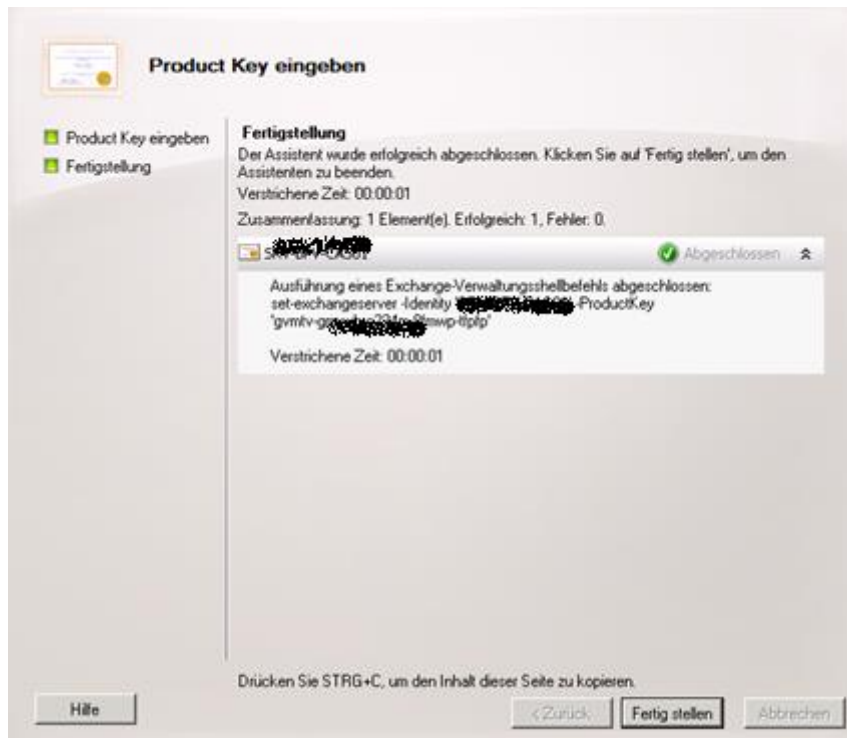 Product Key eingeben
Product Key eingeben
Fertigstellung
Fertigstellung
Der Assistent wurde erfolgreich abgeschlossen. Klicken Sie auf 'Fertig stellen', um den
Assistenten zu beenden.
Verstrichene Zeit: 00:00:01
Zusammenfassung: 1 Element(e). Erfolgreich: 1, Fehler: 0.
Abgeschlossen
Ausführung eines Exchange-Verwaltungsshellbefehls abgeschlossen:
set-exchangeserver -Identity -ProductKey
Verstrichene Zeit: 00:00:01
Drücken Sie STRG+C, um den Inhalt dieser Seite zu kopieren.
Hilfe
< Zurück
Fertig stellen
Abbrechen